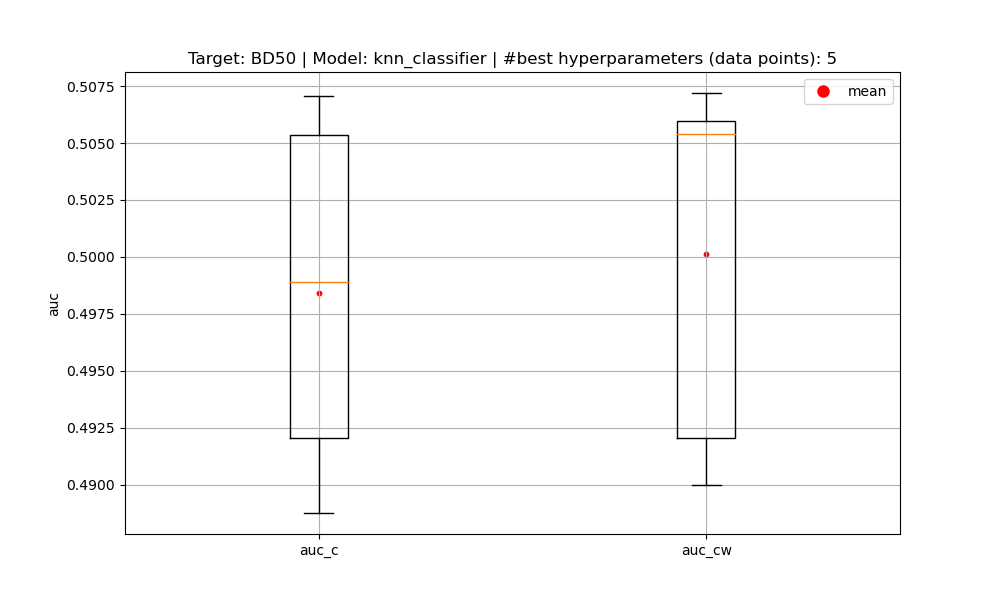 Target: BD50 | Model: knn_classifier | #best hyperparameters (data points): 5
mean
0.5075
0.5050
0.5025
0.5000
0.4975
0.4950
0.4925
0.4900
auc
auc_c
auc_cw